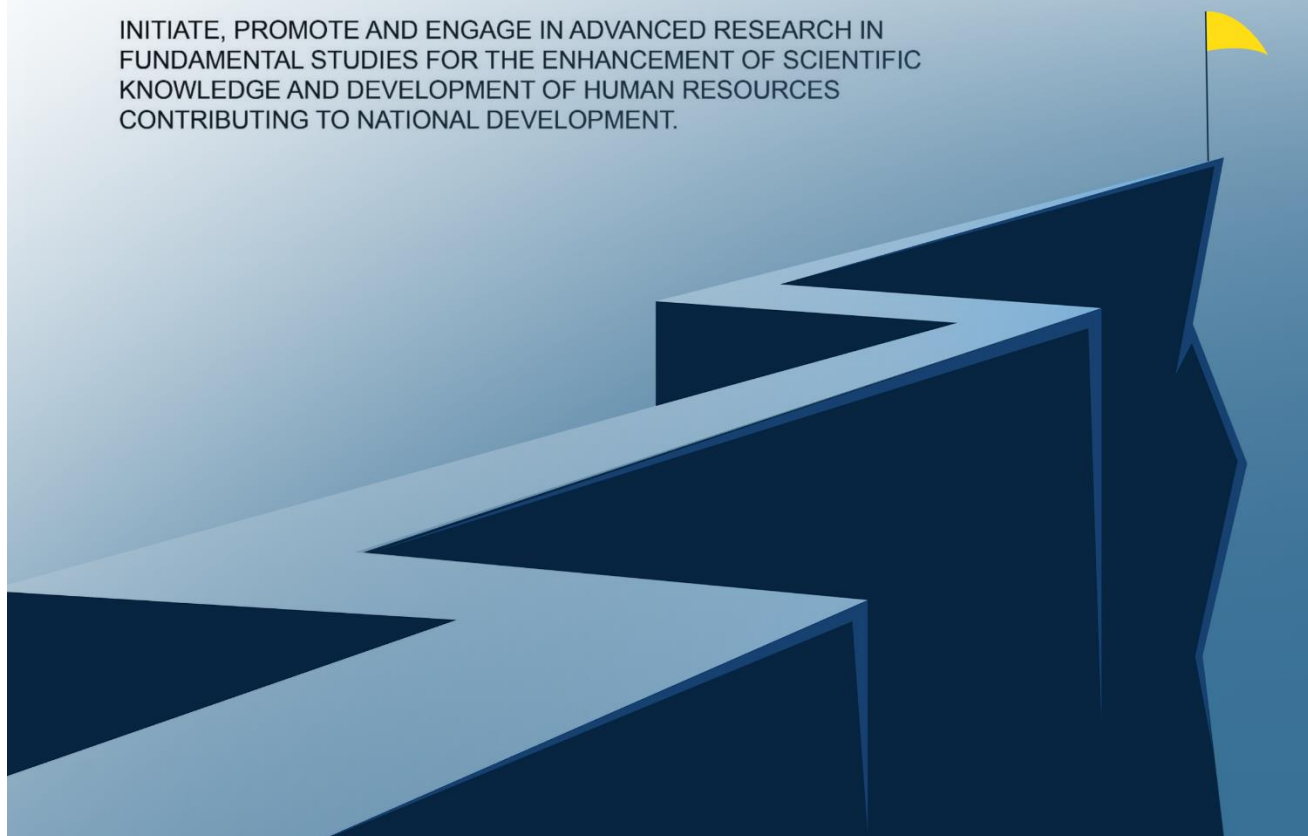 INITIATE, PROMOTE AND ENGAGE IN ADVANCED RESEARCH IN
FUNDAMENTAL STUDIES FOR THE ENHANCEMENT OF SCIENTIFIC
KNOWLEDGE AND DEVELOPMENT OF HUMAN RESOURCES
CONTRIBUTING TO NATIONAL DEVELOPMENT.